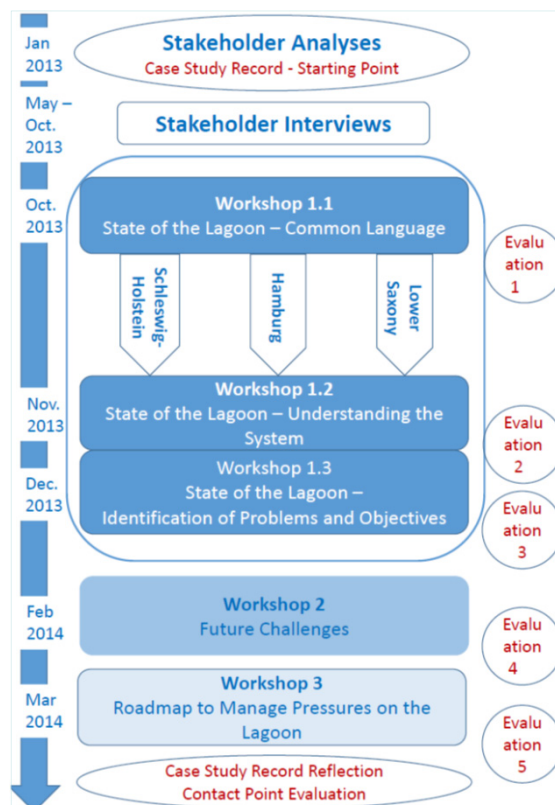 Jan
2013
Stakeholder Analyses
Case Study Record - Starting Point
May –
Oct.
2013
Stakeholder Interviews
Oct.
2013
Workshop 1.1
State of the Lagoon – Common Language
Schleswig-
Holstein
Hamburg
Lower
Saxony
Evalu
ation
1
Nov.
2013
Workshop 1.2
State of the Lagoon – Understanding the
System
Evalu
ation
2
Dec.
2013
Workshop 1.3
State of the Lagoon –
Identification of Problems and Objectives
Evalu
ation
3
Feb
2014
Workshop 2
Future Challenges
Evalu
ation
4
Mar
2014
Workshop 3
Roadmap to Manage Pressures on the
Lagoon
Evalu
ation
5
Case Study Record Reflection
Contact Point Evaluation